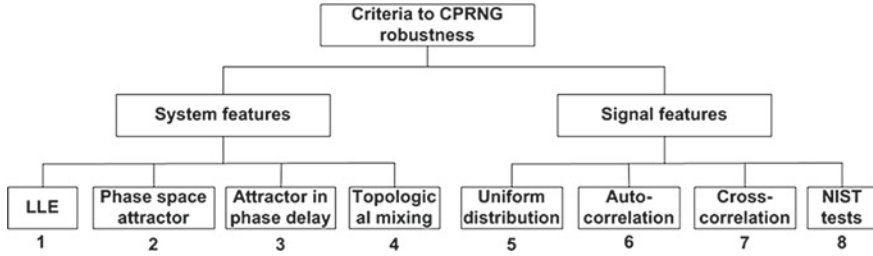 Criteria to CPRNG
robustness
System features
Signal features
LLE
Phase space
attractor
Attractor in
phase delay
Topologic
al mixing
Uniform
distribution
Auto-
correlation
Cross-
correlation
NIST
tests
1
2
3
4
5
6
7
8